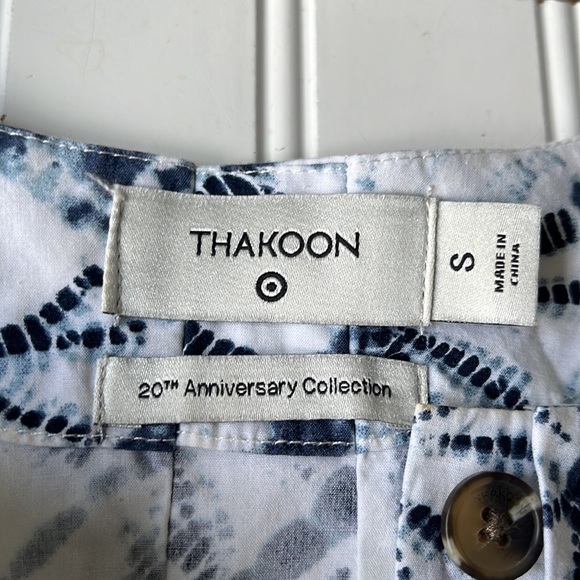 THAKOON
S
MADE IN
CHINA
20TH Anniversary Collection